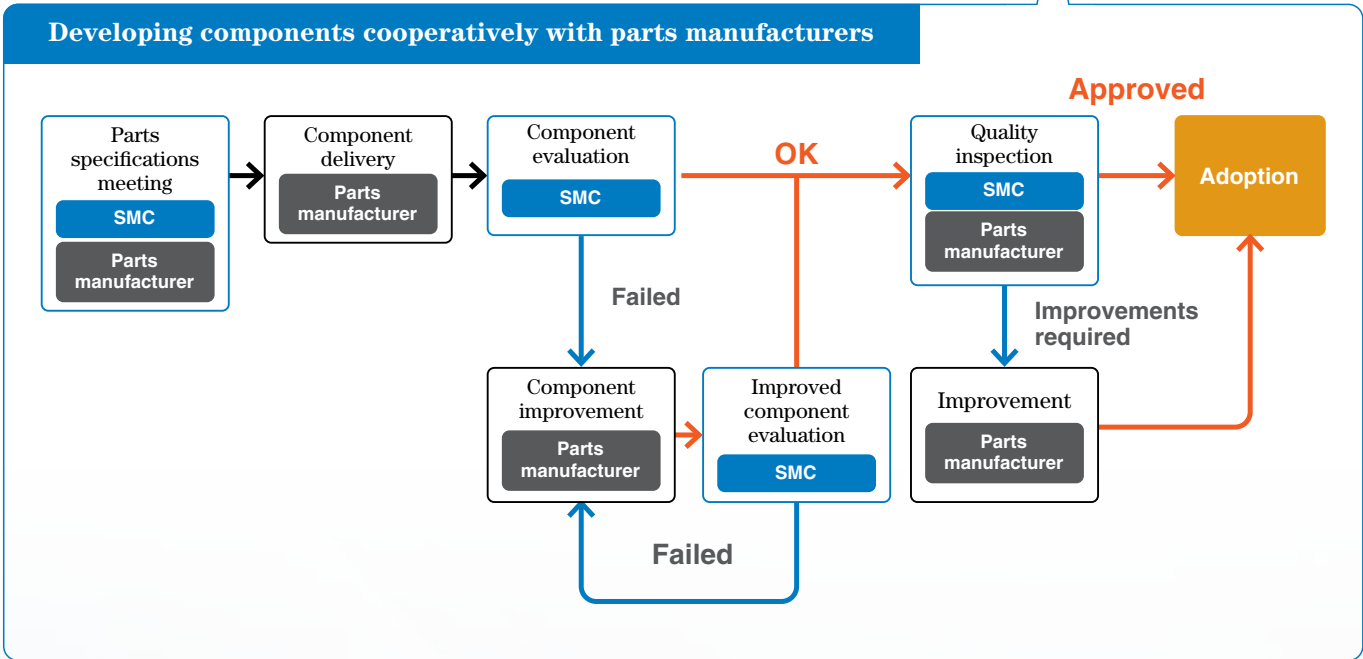 Developing components cooperatively with parts manufacturers
Parts
specifications
meeting
SMC
Parts
manufacturer
Component
delivery
Parts
manufacturer
Component
evaluation
SMC
OK
Quality
inspection
SMC
Parts
manufacturer
Approved
Adoption
Failed
Improvements
required
Component
improvement
Parts
manufacturer
Improved
component
evaluation
SMC
Improvement
Parts
manufacturer
Failed